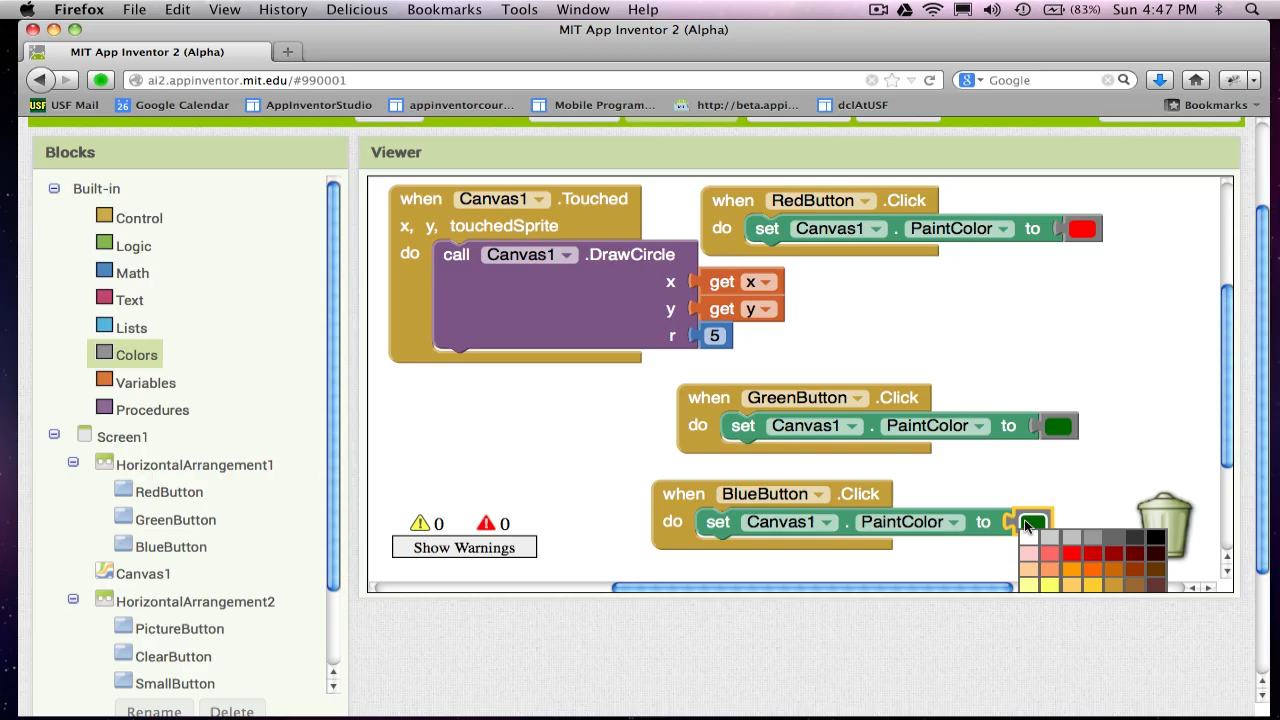 Firefox File Edit View History Delicious Bookmarks Tools Window Help (83%) Sun 4:47 PM
MIT App Inventor 2 (Alpha)
MIT App Inventor 2 (Alpha)
ai2.appinventor.mit.edu/#990001 Google
USF USF Mail 26 Google Calendar AppInventorStudio appinventorcour... Mobile Program... http://beta.appi... dclAtUSF Bookmarks
Blocks
Viewer
Built-in
Control
Logic
Math
Text
Lists
Colors
Variables
Procedures
Screen1
HorizontalArrangement1
RedButton
GreenButton
BlueButton
Canvas1
HorizontalArrangement2
PictureButton
ClearButton
SmallButton
Rename Delete
when Canvas1 .Touched
x, y, touchedSprite
do call Canvas1 .DrawCircle
x get x
y get y
r 5
when RedButton .Click
do set Canvas1 . PaintColor to
when GreenButton .Click
do set Canvas1 . PaintColor to
when BlueButton .Click
do set Canvas1 . PaintColor to
0 0
Show Warnings